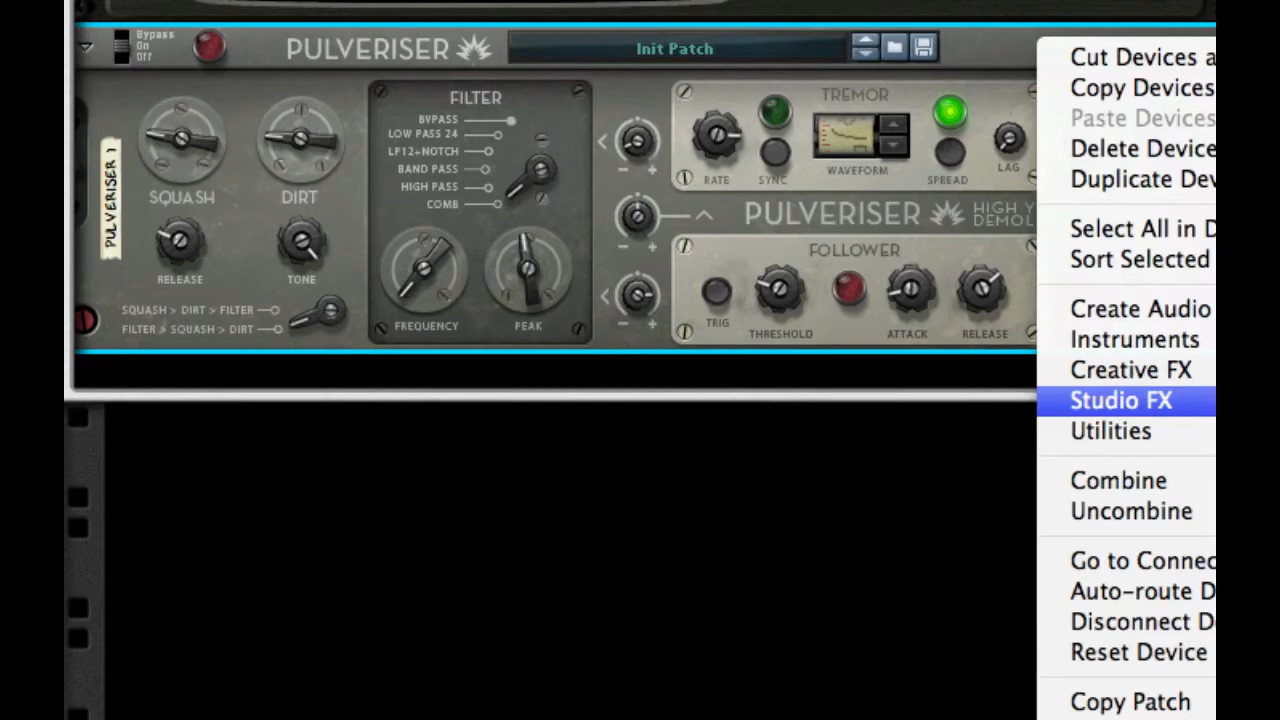 Bypass
On
Off
PULVERISER
Init Patch
PULVERISER 1
SQUASH
DIRT
RELEASE
TONE
SQUASH > DIRT > FILTER
FILTER > SQUASH > DIRT
FILTER
BYPASS
LOW PASS 24
LP12+NOTCH
BAND PASS
HIGH PASS
COMB
FREQUENCY
PEAK
- +
- +
- +
TREMOR
RATE
SYNC
WAVEFORM
SPREAD
LAG
PULVERISER
HIGH Y
DEMOL
FOLLOWER
TRIG
THRESHOLD
ATTACK
RELEASE
Cut Devices a
Copy Devices
Paste Devices
Delete Device
Duplicate Dev
Select All in D
Sort Selected
Create Audio
Instruments
Creative FX
Studio FX
Utilities
Combine
Uncombine
Go to Connec
Auto-route D
Disconnect De
Reset Device
Copy Patch